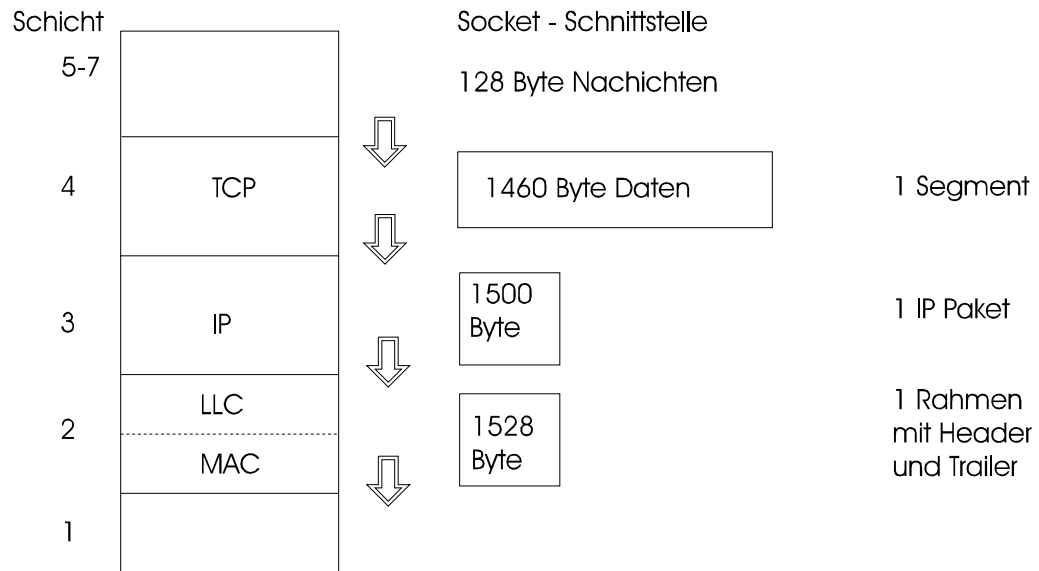 Schicht
Socket - Schnittstelle
5-7
128 Byte Nachichten
4
TCP
1460 Byte Daten
1 Segment
3
IP
1500
Byte
1 IP Paket
2
LLC
MAC
1528
Byte
1 Rahmen
mit Header
und Trailer
1